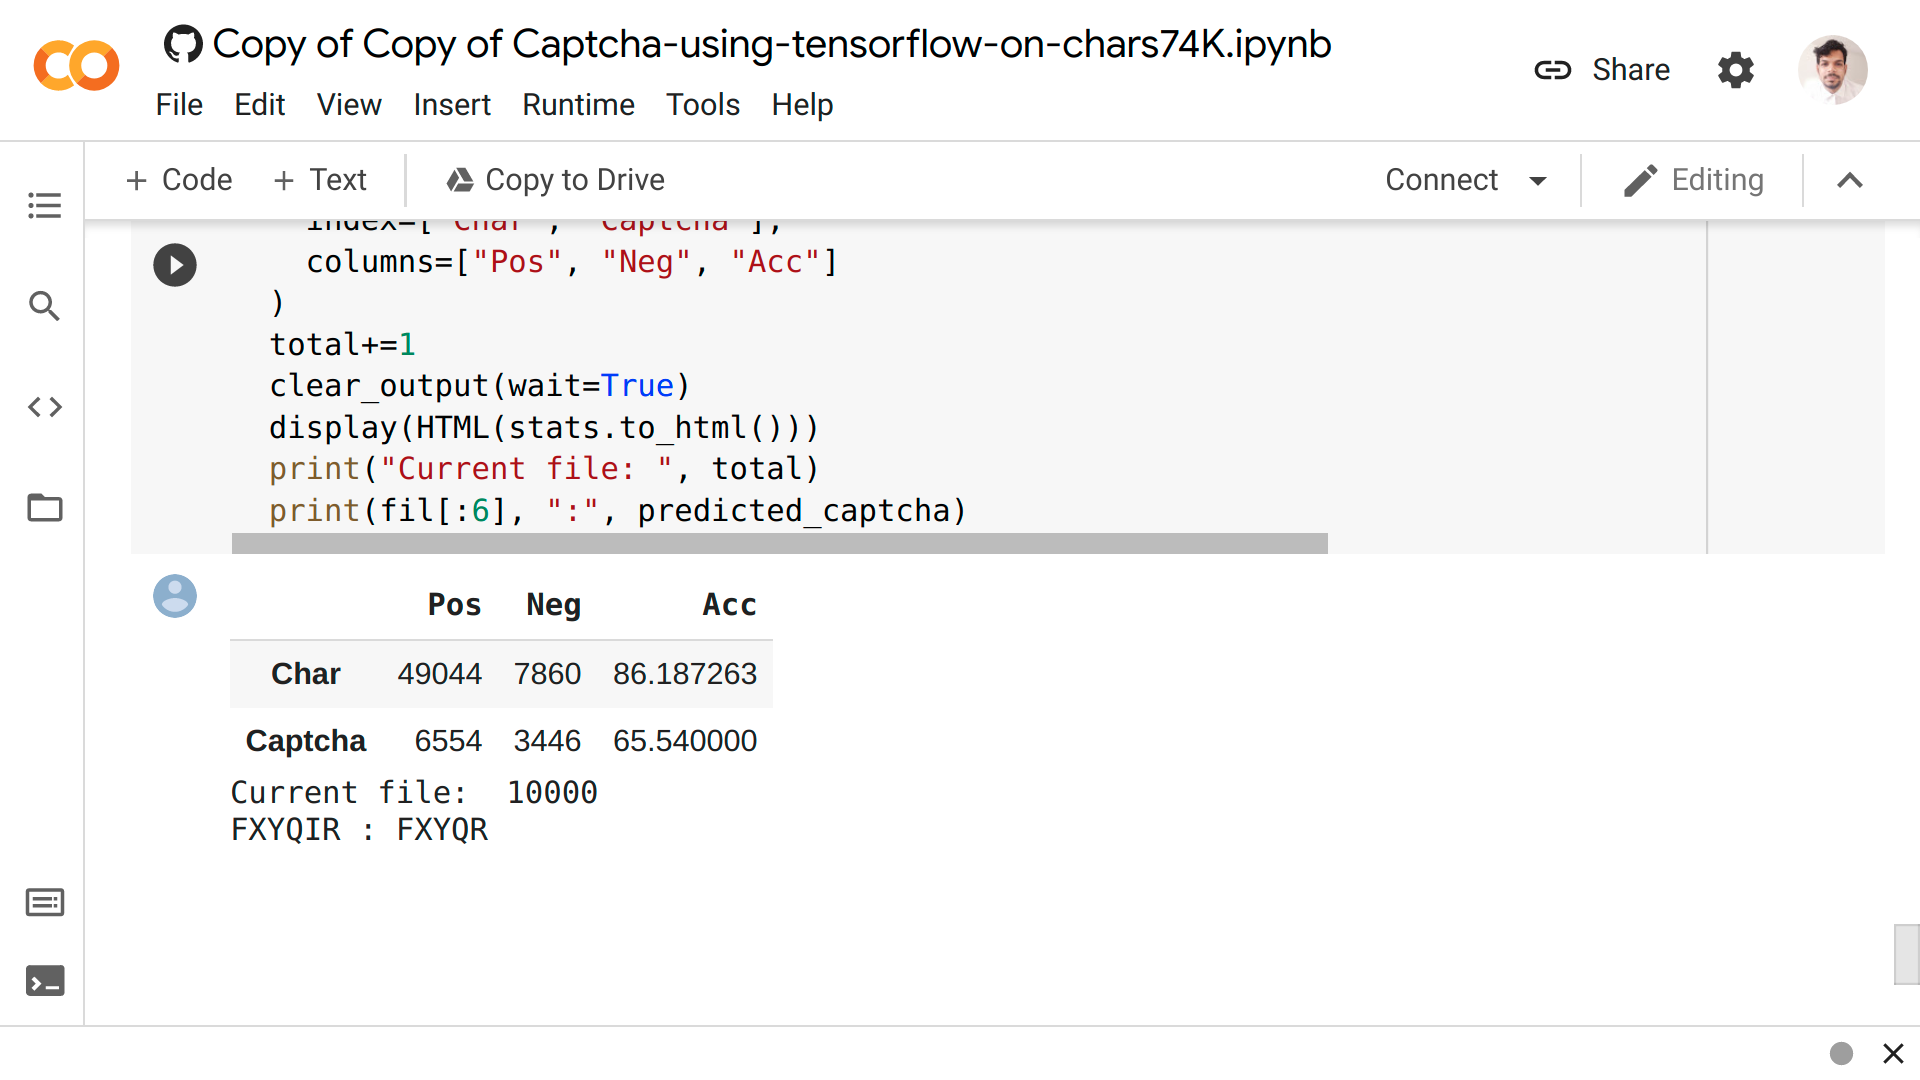 Copy of Copy of Captcha-using-tensorflow-on-chars74K.ipynb
File Edit View Insert Runtime Tools Help
Share
+ Code + Text Copy to Drive
Connect Editing
index=["Char", "Captcha"],
columns=["Pos", "Neg", "Acc"]
)
total+=1
clear_output(wait=True)
display(HTML(stats.to_html()))
print("Current file: ", total)
print(fil[:6], ":", predicted_captcha)
Pos Neg Acc
Char 49044 7860 86.187263
Captcha 6554 3446 65.540000
Current file:  10000
FXYQIR : FXYQR